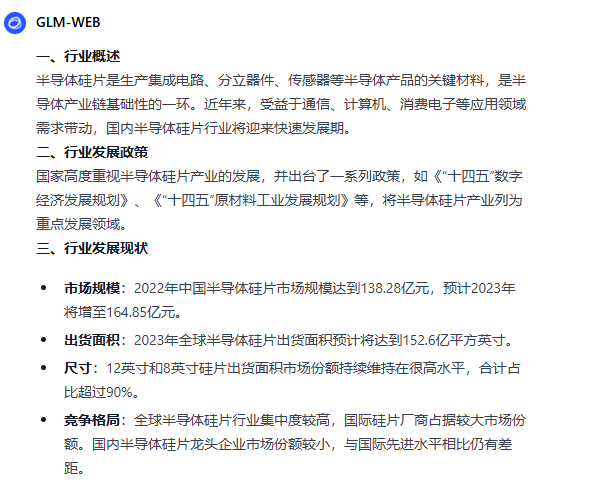 GLM-WEB
一、行业概述
半导体硅片是生产集成电路、分立器件、传感器等半导体产品的关键材料，是半
导体产业链基础性的一环。近年来，受益于通信、计算机、消费电子等应用领域
需求带动，国内半导体硅片行业将迎来快速发展期。
二、行业发展政策
国家高度重视半导体硅片产业的发展，并出台了一系列政策，如《“十四五”数字
经济发展规划》、《“十四五”原材料工业发展规划》等，将半导体硅片产业列为
重点发展领域。
三、行业发展现状
• 市场规模：2022年中国半导体硅片市场规模达到138.28亿元，预计2023年
将增至164.85亿元。
• 出货面积：2023年全球半导体硅片出货面积预计将达到152.6亿平方英寸。
• 尺寸：12英寸和8英寸硅片出货面积市场份额持续维持在很高水平，合计占
比超过90%。
• 竞争格局：全球半导体硅片行业集中度较高，国际硅片厂商占据较大市场份
额。国内半导体硅片龙头企业市场份额较小，与国际先进水平相比仍有差
距。